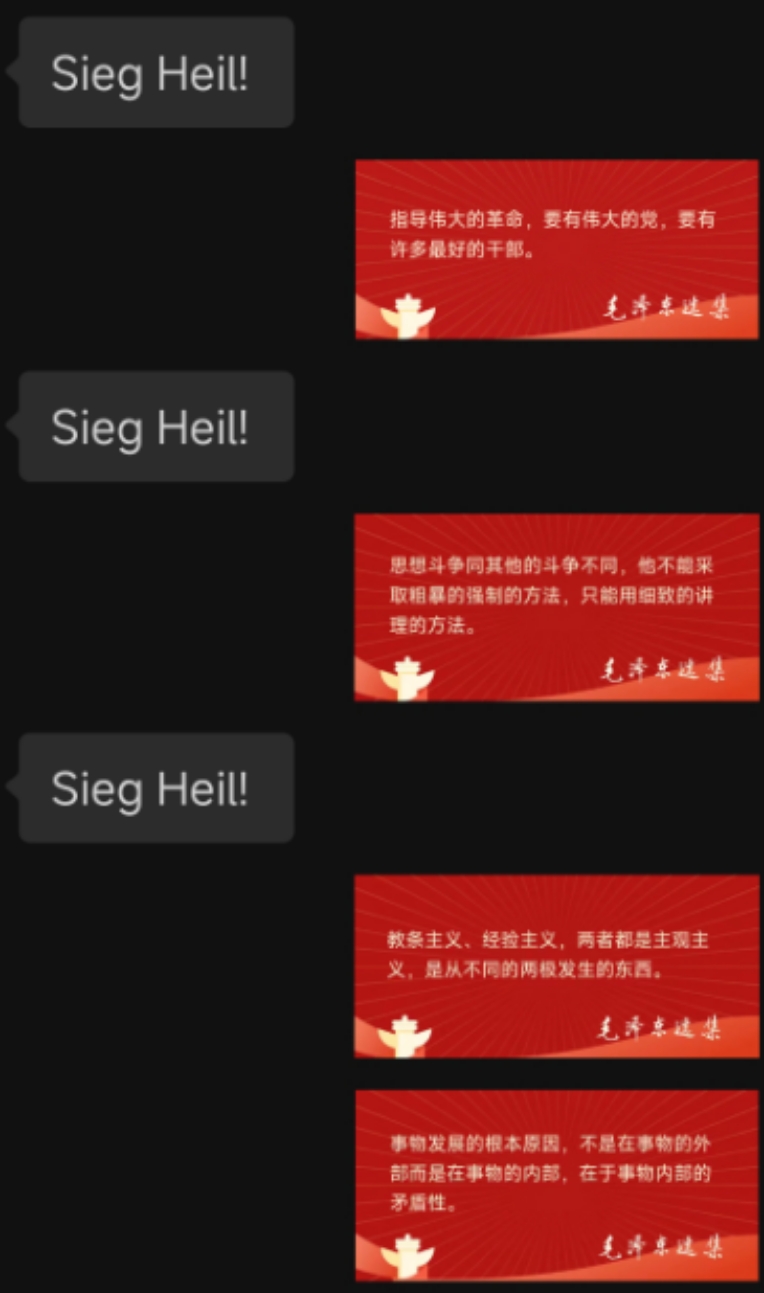 Sieg Heil!
指导伟大的革命，要有伟大的党，要有
许多最好的干部。
毛泽东选集
Sieg Heil!
思想斗争同其他的斗争不同，他不能采
取粗暴的强制的方法，只能用细致的讲
理的方法。
毛泽东选集
Sieg Heil!
教条主义、经验主义，两者都是主观主
义，是从不同的两极发生的东西。
毛泽东选集
事物发展的根本原因，不是在事物的外
部而是在事物的内部，在于事物内部的
矛盾性。
毛泽东选集